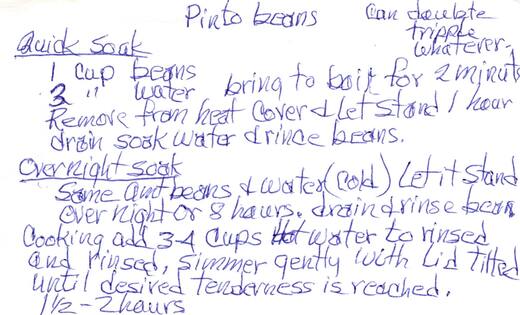 Pinto beans
Can double
tripple
whatever.
Quick Soak
1 cup beans
3 " water bring to boil for 2 minuts
Remove from heat Cover & Let Stand 1 hour
drain soak water & rince beans.
Overnight soak
Same amt beans & water (cold) Let it stand
over night or 8 hours. drain & rinse bean
Cooking add 3-4 cups Hot water to rinsed
and rinsed, simmer gently with Lid tilted
until desired tenderness is reached.
1 1/2 - 2 hours